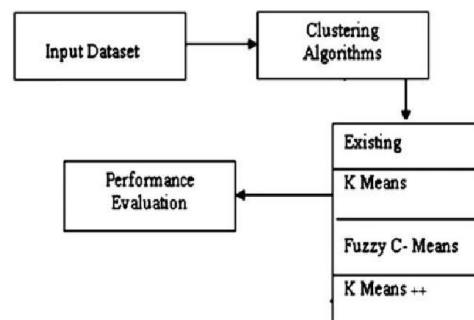 Input Dataset
Clustering
Algorithms
Existing
K Means
Fuzzy C- Means
K Means ++
Performance
Evaluation